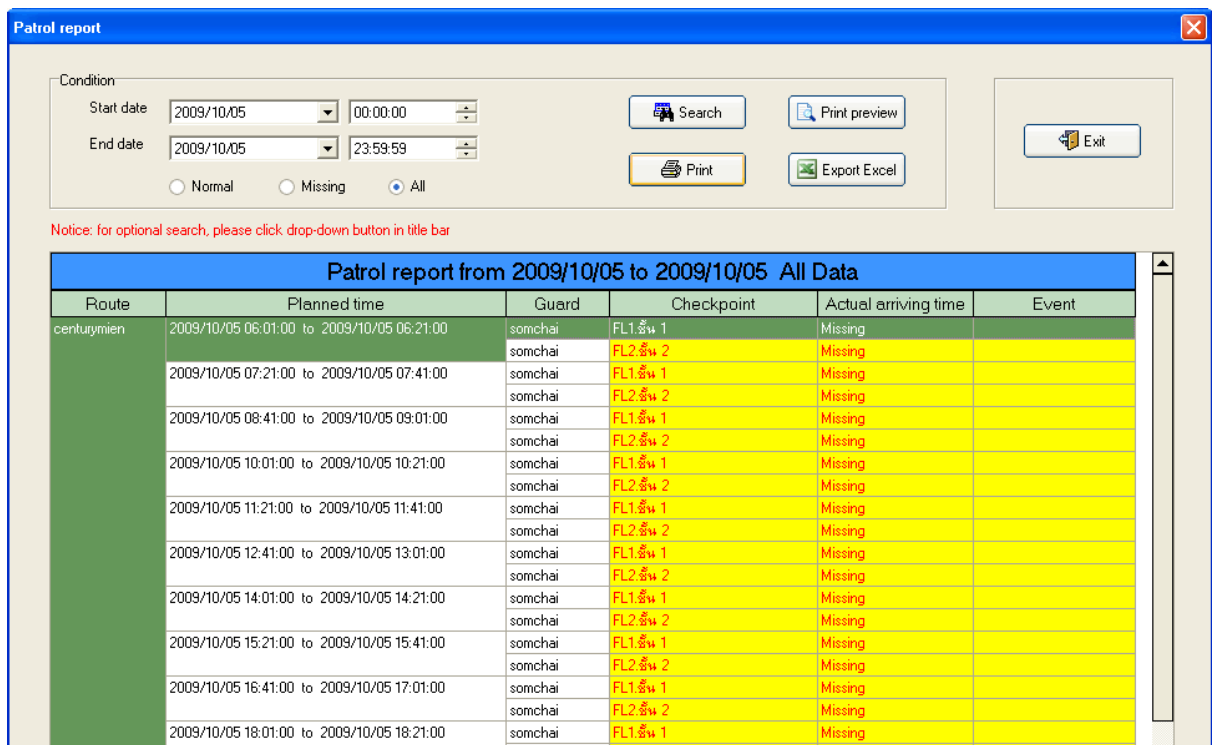 Patrol report
Condition
Start date 2009/10/05 00:00:00 Search Print preview
End date 2009/10/05 23:59:59 Print Export Excel Exit
Normal Missing All
Notice: for optional search, please click drop-down button in title bar
Patrol report from 2009/10/05 to 2009/10/05 All Data
Route Planned time Guard Checkpoint Actual arriving time Event
centurymien 2009/10/05 06:01:00 to 2009/10/05 06:21:00 somchai FL1.ชั้น 1 Missing
somchai FL2.ชั้น 2 Missing
2009/10/05 07:21:00 to 2009/10/05 07:41:00 somchai FL1.ชั้น 1 Missing
somchai FL2.ชั้น 2 Missing
2009/10/05 08:41:00 to 2009/10/05 09:01:00 somchai FL1.ชั้น 1 Missing
somchai FL2.ชั้น 2 Missing
2009/10/05 10:01:00 to 2009/10/05 10:21:00 somchai FL1.ชั้น 1 Missing
somchai FL2.ชั้น 2 Missing
2009/10/05 11:21:00 to 2009/10/05 11:41:00 somchai FL1.ชั้น 1 Missing
somchai FL2.ชั้น 2 Missing
2009/10/05 12:41:00 to 2009/10/05 13:01:00 somchai FL1.ชั้น 1 Missing
somchai FL2.ชั้น 2 Missing
2009/10/05 14:01:00 to 2009/10/05 14:21:00 somchai FL1.ชั้น 1 Missing
somchai FL2.ชั้น 2 Missing
2009/10/05 15:21:00 to 2009/10/05 15:41:00 somchai FL1.ชั้น 1 Missing
somchai FL2.ชั้น 2 Missing
2009/10/05 16:41:00 to 2009/10/05 17:01:00 somchai FL1.ชั้น 1 Missing
somchai FL2.ชั้น 2 Missing
2009/10/05 18:01:00 to 2009/10/05 18:21:00 somchai FL1.ชั้น 1 Missing